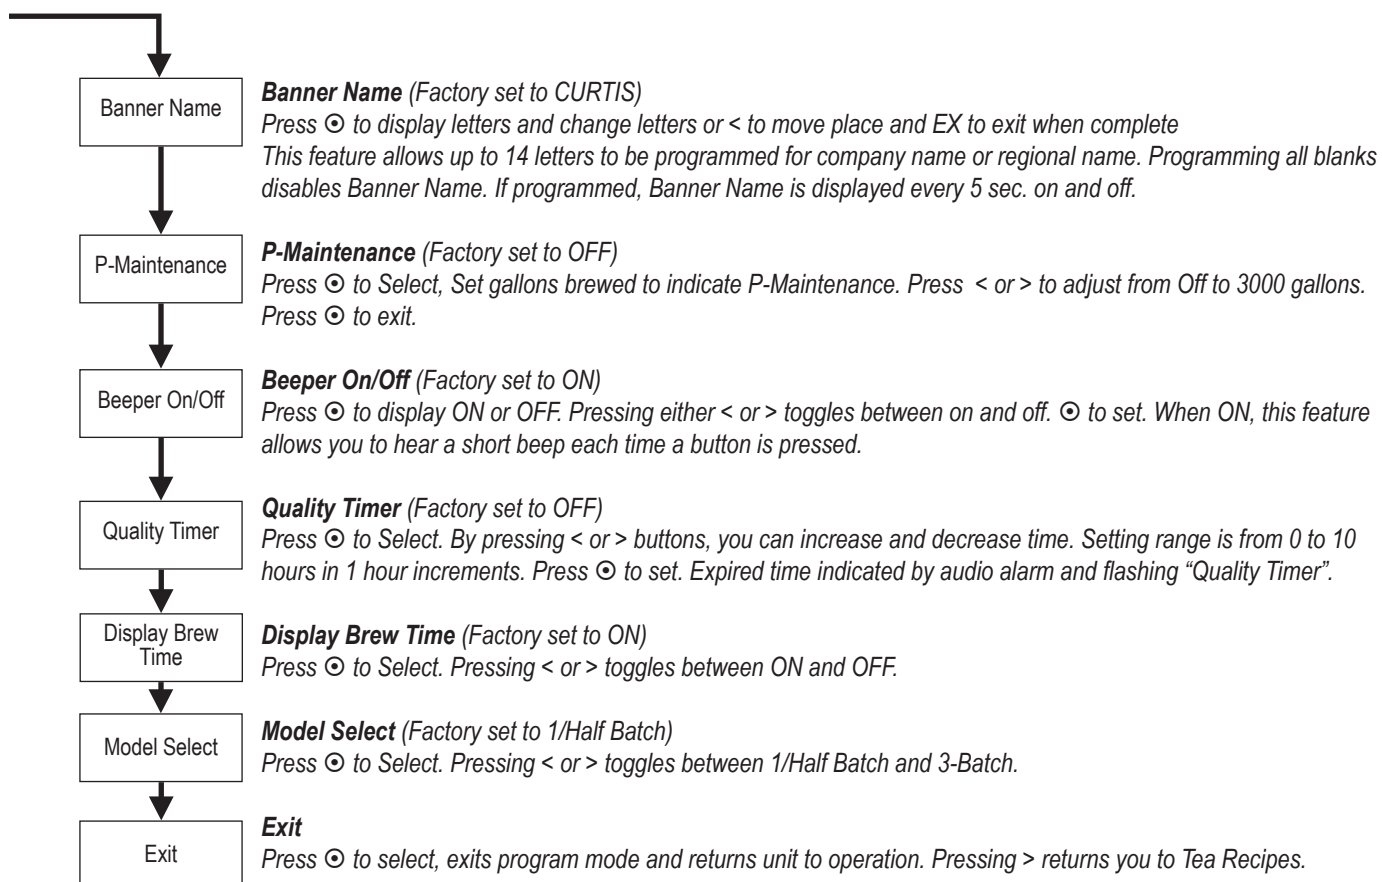 Banner Name
Banner Name (Factory set to CURTIS)
Press ⊙ to display letters and change letters or < to move place and EX to exit when complete
This feature allows up to 14 letters to be programmed for company name or regional name. Programming all blanks
disables Banner Name. If programmed, Banner Name is displayed every 5 sec. on and off.
P-Maintenance
P-Maintenance (Factory set to OFF)
Press ⊙ to Select, Set gallons brewed to indicate P-Maintenance. Press < or > to adjust from Off to 3000 gallons.
Press ⊙ to exit.
Beeper On/Off
Beeper On/Off (Factory set to ON)
Press ⊙ to display ON or OFF. Pressing either < or > toggles between on and off. ⊙ to set. When ON, this feature
allows you to hear a short beep each time a button is pressed.
Quality Timer
Quality Timer (Factory set to OFF)
Press ⊙ to Select. By pressing < or > buttons, you can increase and decrease time. Setting range is from 0 to 10
hours in 1 hour increments. Press ⊙ to set. Expired time indicated by audio alarm and flashing “Quality Timer”.
Display Brew
Time
Display Brew Time (Factory set to ON)
Press ⊙ to Select. Pressing < or > toggles between ON and OFF.
Model Select
Model Select (Factory set to 1/Half Batch)
Press ⊙ to Select. Pressing < or > toggles between 1/Half Batch and 3-Batch.
Exit
Exit
Press ⊙ to select, exits program mode and returns unit to operation. Pressing > returns you to Tea Recipes.